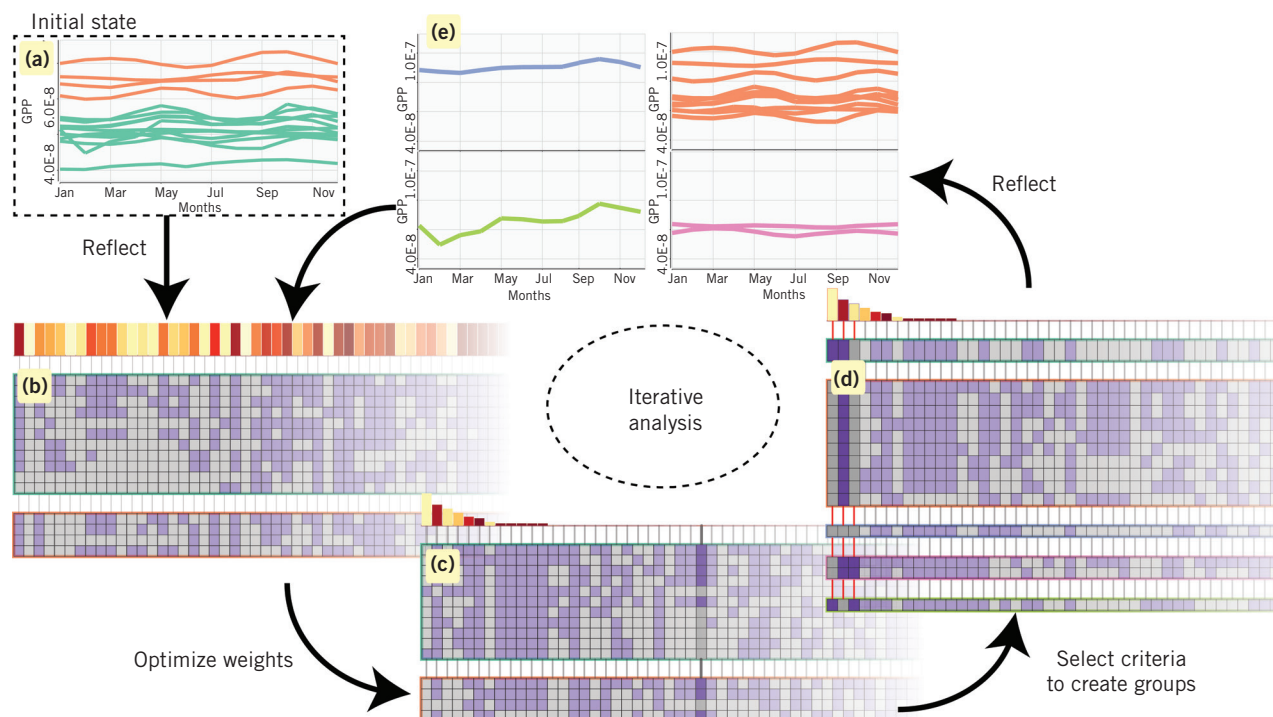 Initial state
(a)
GPP
6.0E-8
4.0E-8
Jan Mar May Jul Sep Nov
Months
Reflect
(e)
GPP
1.0E-7
4.0E-8
GPP
1.0E-7
4.0E-8
GPP
1.0E-7
4.0E-8
GPP
1.0E-7
4.0E-8
Jan Mar May Jul Sep Nov
Months
Jan Mar May Jul Sep Nov
Months
Reflect
(b)
Iterative
analysis
(d)
(c)
Optimize weights
Select criteria
to create groups